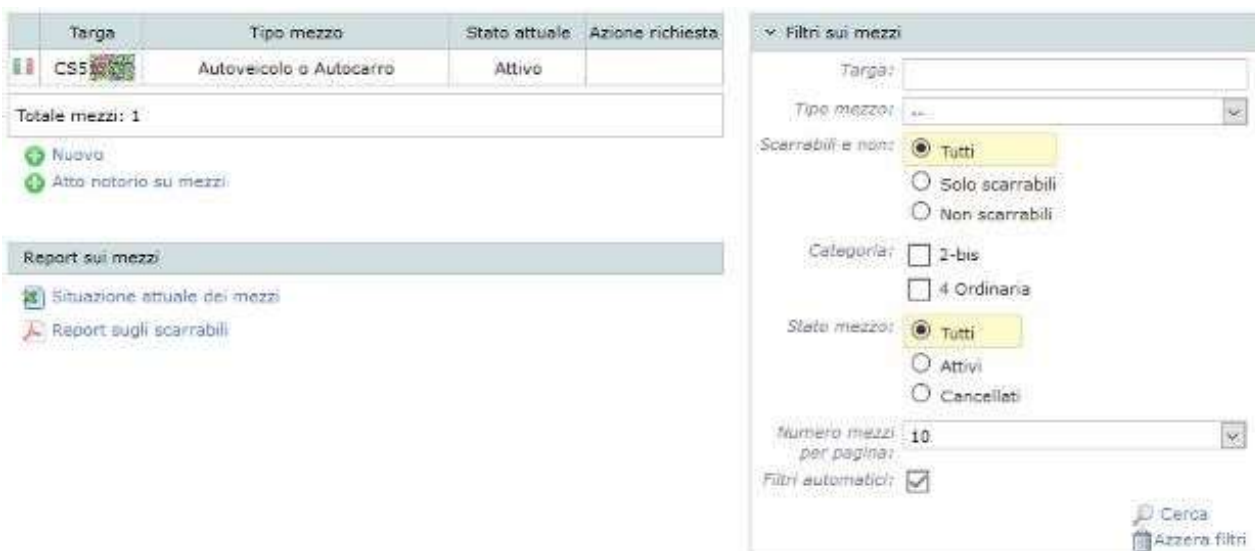 Targa Tipo mezzo Stato attuale Azione richiesta
CS5 Autoveicolo o Autocarro Attivo
Totale mezzi: 1
Nuovo
Atto notorio su mezzi
Report sui mezzi
Situazione attuale dei mezzi
Report sugli scarrabili
Filtri sui mezzi
Targa:
Tipo mezzo: --
Scarrabili e non: Tutti
Solo scarrabili
Non scarrabili
Categoria: 2-bis
4 Ordinaria
Stato mezzo: Tutti
Attivi
Cancellati
Numero mezzi 10
per pagina:
Filtri automatici:
Cerca
Azzera filtri